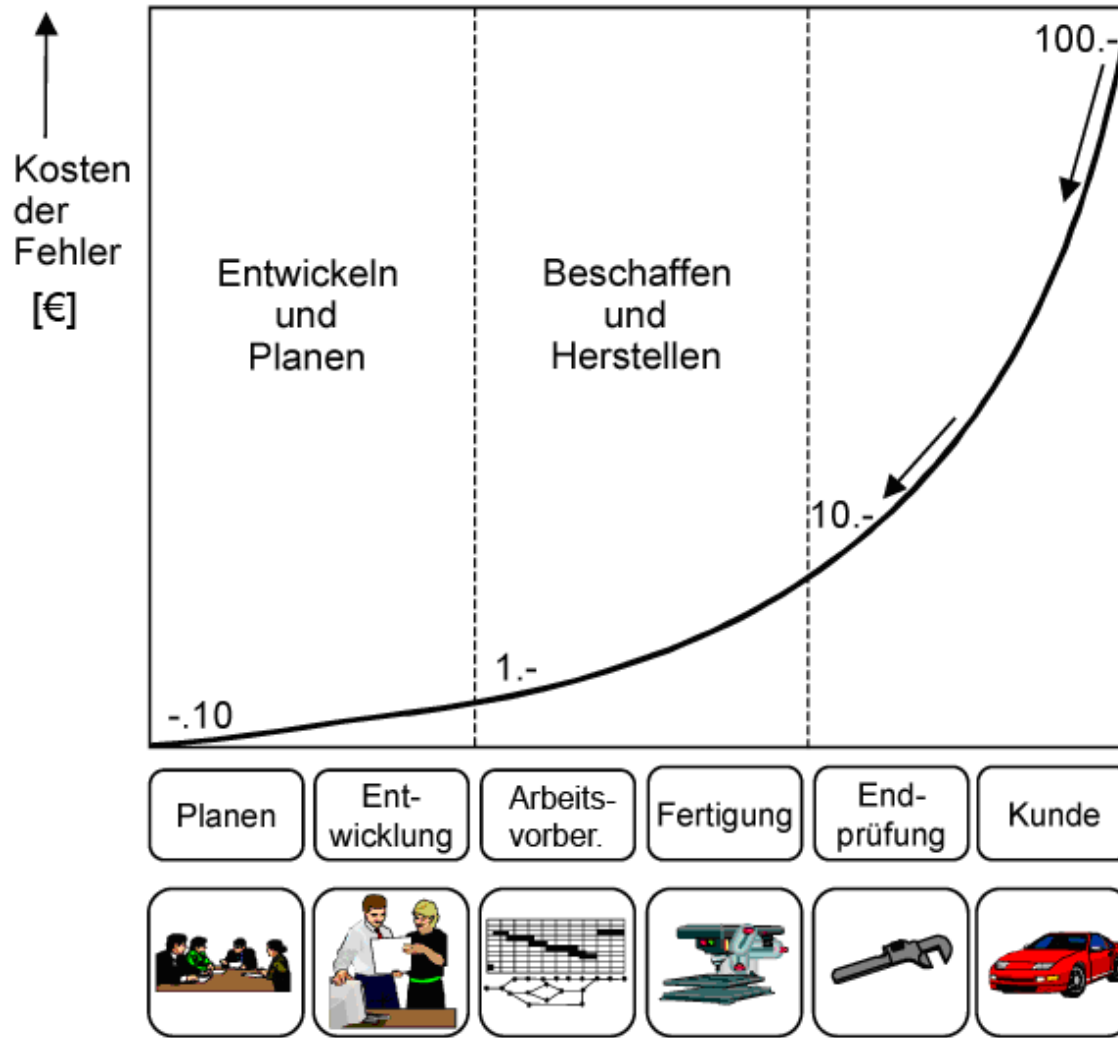 Kosten
der
Fehler
[€]
100.-
Entwickeln
und
Planen
Beschaffen
und
Herstellen
10.-
1.-
-.10
Planen
Ent-
wicklung
Arbeits-
vorber.
Fertigung
End-
prüfung
Kunde